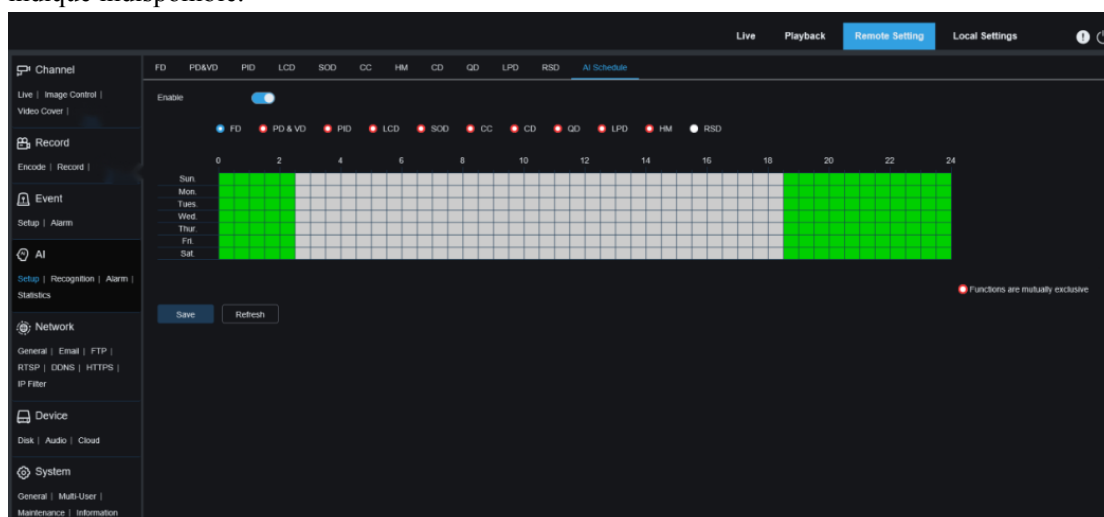 Live Playback Remote Setting Local Settings
Channel
Live | Image Control |
Video Cover |
Record
Encode | Record |
Event
Setup | Alarm
AI
Setup | Recognition | Alarm |
Statistics
Network
General | Email | FTP |
RTSP | DDNS | HTTPS |
IP Filter
Device
Disk | Audio | Cloud
System
General | Multi-User |
Maintenance | Information
FD PD&VD PID LCD SOD CC HM CD QD LPD RSD AI Schedule
Enable
FD PD & VD PID LCD SOD CC CD QD LPD HM RSD
0 2 4 6 8 10 12 14 16 18 20 22 24
Sun.
Mon.
Tues.
Wed.
Thur.
Fri.
Sat.
Functions are mutually exclusive
Save Refresh